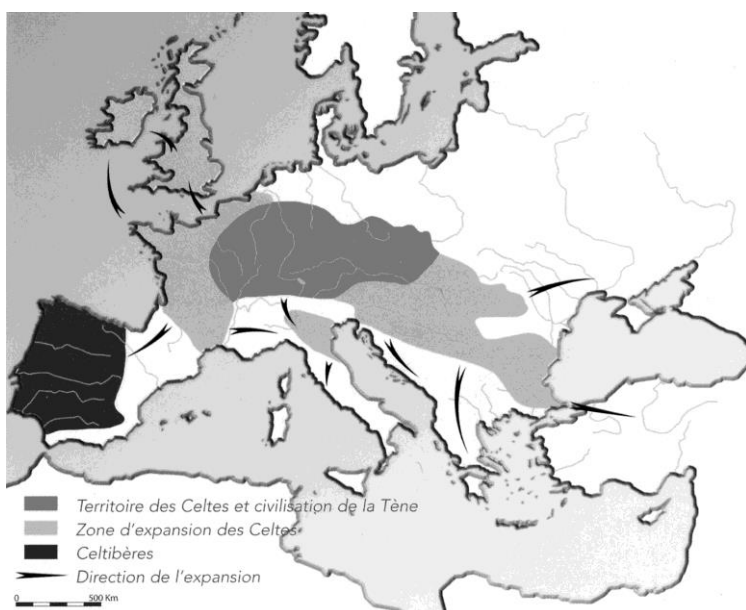 Territoire des Celtes et civilisation de la Tène
Zone d'expansion des Celtes
Celtibères
Direction de l'expansion
0 500 Km